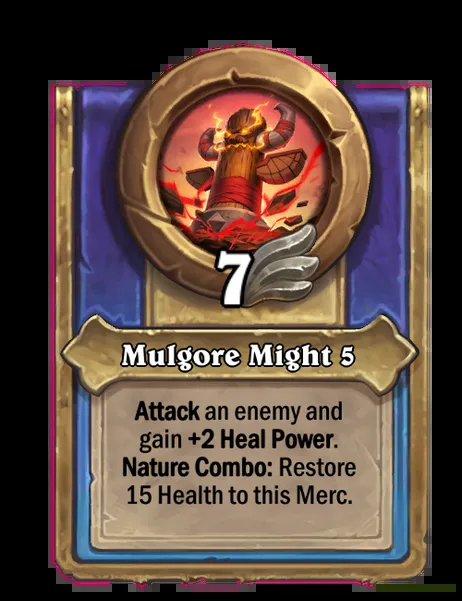 7
Mulgore Might 5
Attack an enemy and
gain +2 Heal Power.
Nature Combo: Restore
15 Health to this Merc.